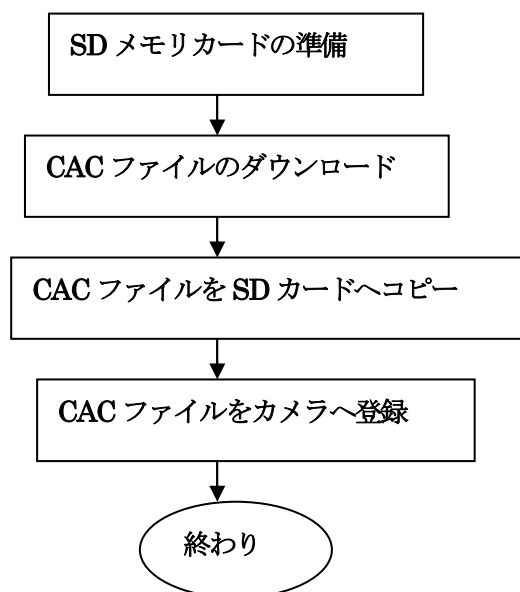 SD メモリカードの準備
CAC ファイルのダウンロード
CAC ファイルを SD カードへコピー
CAC ファイルをカメラへ登録
終わり